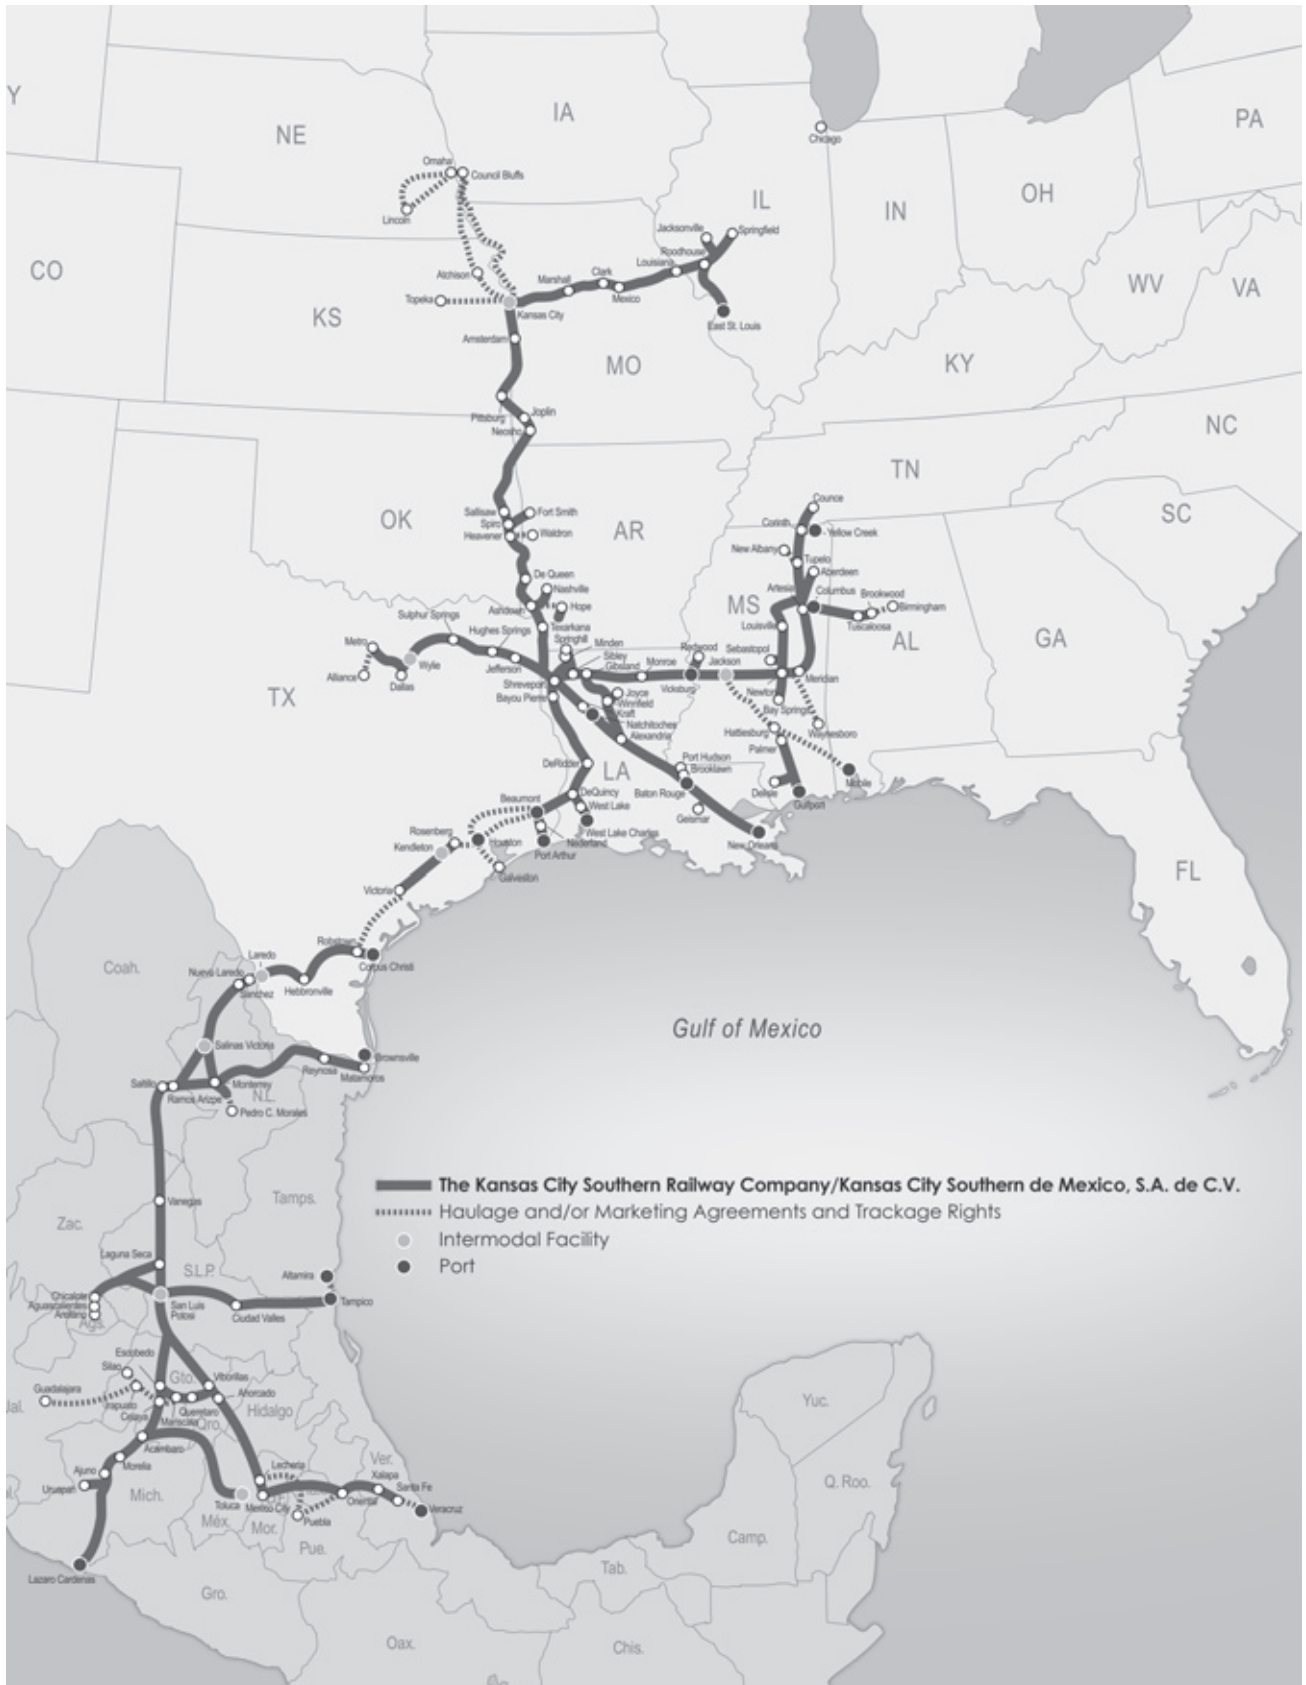 Y
NE
IA
PA
Chicago
Omaha
Council Bluffs
IL
IN
OH
Lincoln
CO
Jacksonville
Springfield
Roodhouse
Louisiana
WV
VA
Atchison
Marshall
Clark
Mexico
Topeka
Kansas City
KS
East St. Louis
Amsterdam
MO
KY
Pittsburg
Joplin
Neosho
NC
TN
Counce
Sallisaw
Fort Smith
Spiro
SC
OK
AR
Corinth
Yellow Creek
Heavener
Waldron
New Albany
Tupelo
Aberdeen
De Queen
Nashville
Artesia
Columbus
Brookwood
Ashdown
Hope
MS
Birmingham
Sulphur Springs
Texarkana
Louisville
Tuscaloosa
Hughes Springs
Springhill
AL
GA
Metro
Minden
Redwood
Sebastopol
Sibley
Wylie
Jefferson
Gibsland
Monroe
Jackson
Alliance
Dallas
Shreveport
Vicksburg
Newton
Meridian
TX
Bayou Pierre
Joyce
Winnfield
Bay Springs
Kraft
Natchitoches
Alexandria
Hattiesburg
Waynesboro
Palmer
DeRidder
LA
Port Hudson
Brooklawn
Mobile
DeQuincy
Baton Rouge
Delisle
Gulfport
Beaumont
West Lake
Geismar
Rosenberg
West Lake Charles
Kendleton
Houston
Nederland
New Orleans
Port Arthur
FL
Galveston
Victoria
Robstown
Laredo
Corpus Christi
Coah.
Nuevo Laredo
Sanchez
Hebbronville
Gulf of Mexico
Salinas Victoria
Brownsville
Reynosa
Matamoros
Saltillo
Monterrey
Ramos Arizpe
N.L.
Pedro C. Morales
The Kansas City Southern Railway Company/Kansas City Southern de Mexico, S.A. de C.V.
Haulage and/or Marketing Agreements and Trackage Rights
Intermodal Facility
Port
Vanegas
Tamps.
Zac.
Laguna Seca
S.L.P.
Altamira
Chicalote
Aguascalientes
Ags.
San Luis
Potosi
Ciudad Valles
Tampico
Escobedo
Silao
Gto.
Viborillas
Guadalajara
Ahorcado
Jal.
Irapuato
Celaya
Queretaro
Hidalgo
Mariscala
Qro.
Acambaro
Yuc.
Q. Roo.
Ajuno
Morelia
Lecheria
Ver.
Xalapa
Uruapan
Mich.
Santa Fe
Toluca
Mexico City
Oriental
Veracruz
Méx.
Mor.
Puebla
Pue.
Camp.
Tab.
Lazaro Cardenas
Gro.
Oax.
Chis.